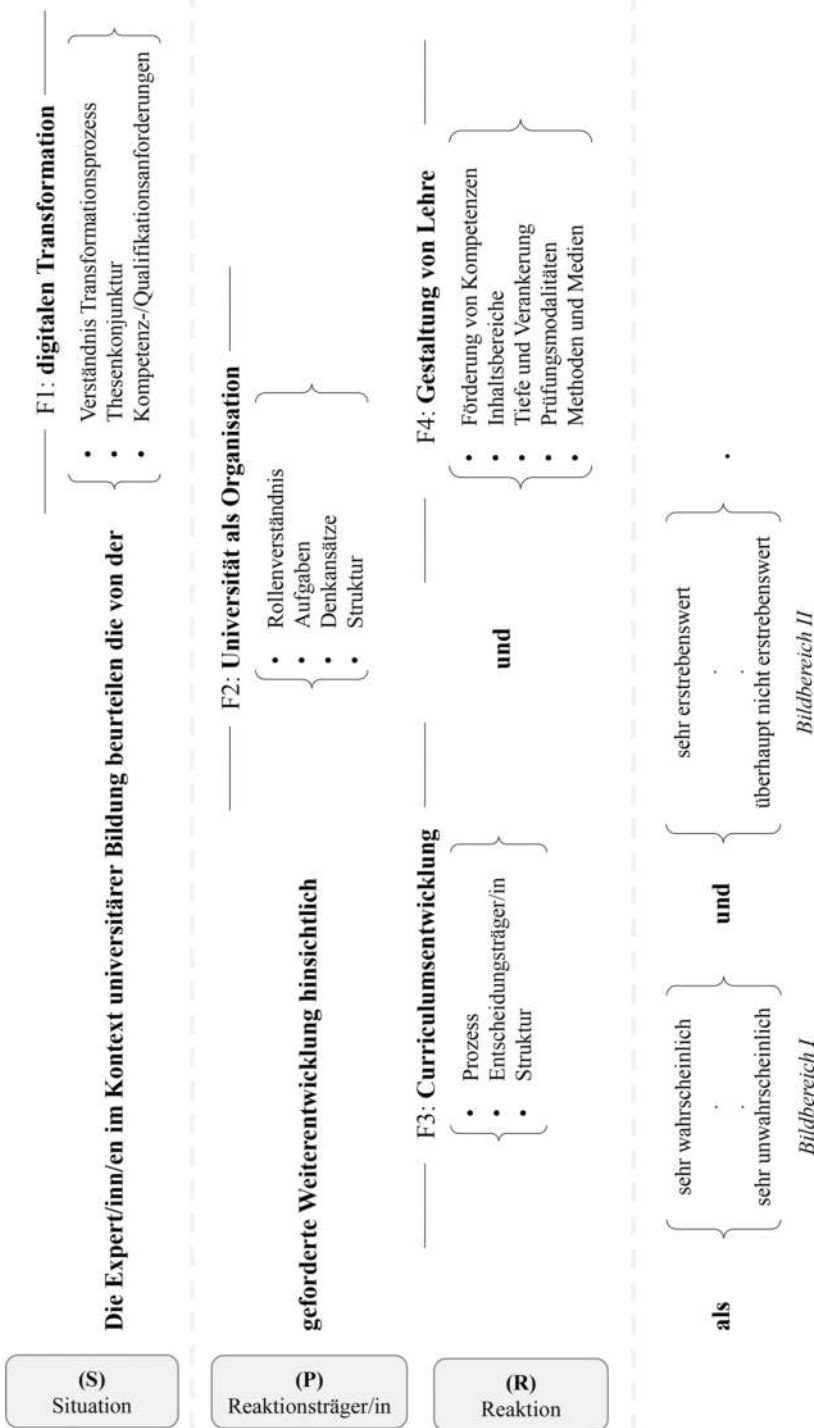 (S)
Situation
Die Expert/inn/en im Kontext universitärer Bildung beurteilen die von der
F1: digitalen Transformation
• Verständnis Transformationsprozess
• Thesenkonjunktur
• Kompetenz-/Qualifikationsanforderungen
(P)
Reaktionsträger/in
geforderte Weiterentwicklung hinsichtlich
F2: Universität als Organisation
• Rollenverständnis
• Aufgaben
• Denkansätze
• Struktur
(R)
Reaktion
F3: Curriculumsentwicklung
• Prozess
• Entscheidungsträger/in
• Struktur
und
F4: Gestaltung von Lehre
• Förderung von Kompetenzen
• Inhaltsbereiche
• Tiefe und Verankerung
• Prüfungsmodalitäten
• Methoden und Medien
als
sehr wahrscheinlich
.
.
sehr unwahrscheinlich
Bildbereich I
und
sehr erstrebenswert
.
.
überhaupt nicht erstrebenswert
Bildbereich II
.